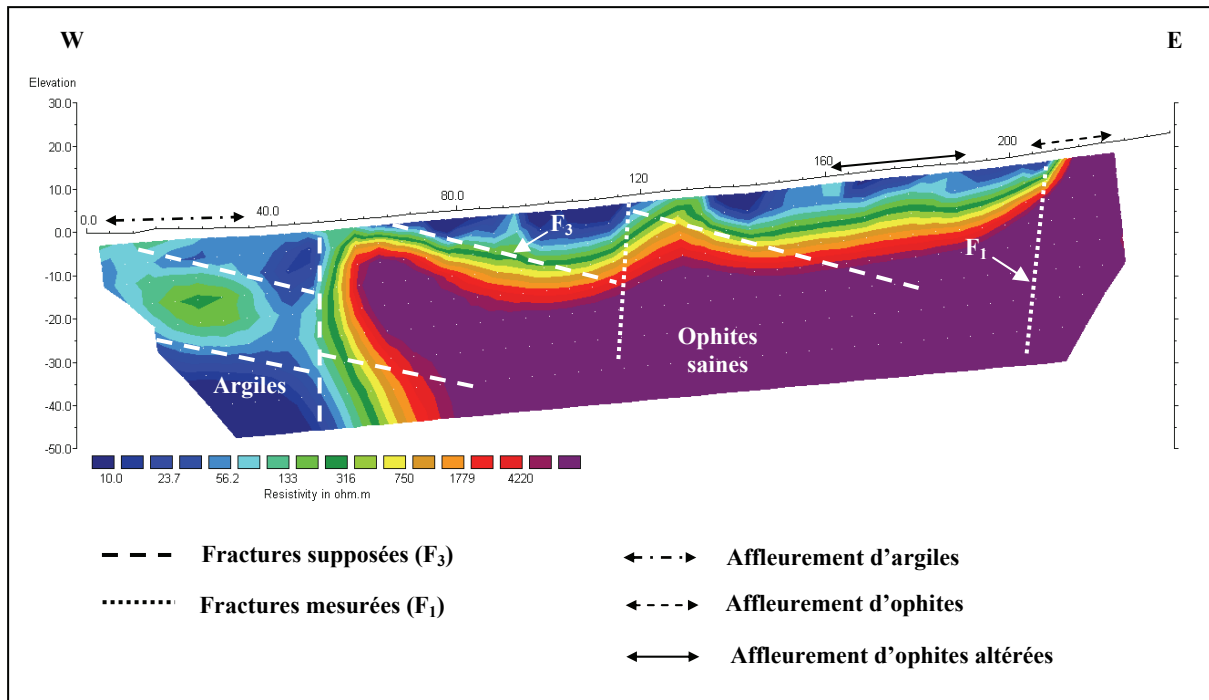 W E
Elevation
30.0
20.0
10.0
0.0
-10.0
-20.0
-30.0
-40.0
-50.0
0.0 40.0 80.0 120 160 200
F3
F1
Ophites
saines
Argiles
10.0 23.7 56.2 133 316 750 1779 4220
Resistivity in ohm.m
Fractures supposées (F3)
Fractures mesurées (F1)
Affleurement d'argiles
Affleurement d'ophites
Affleurement d'ophites altérées